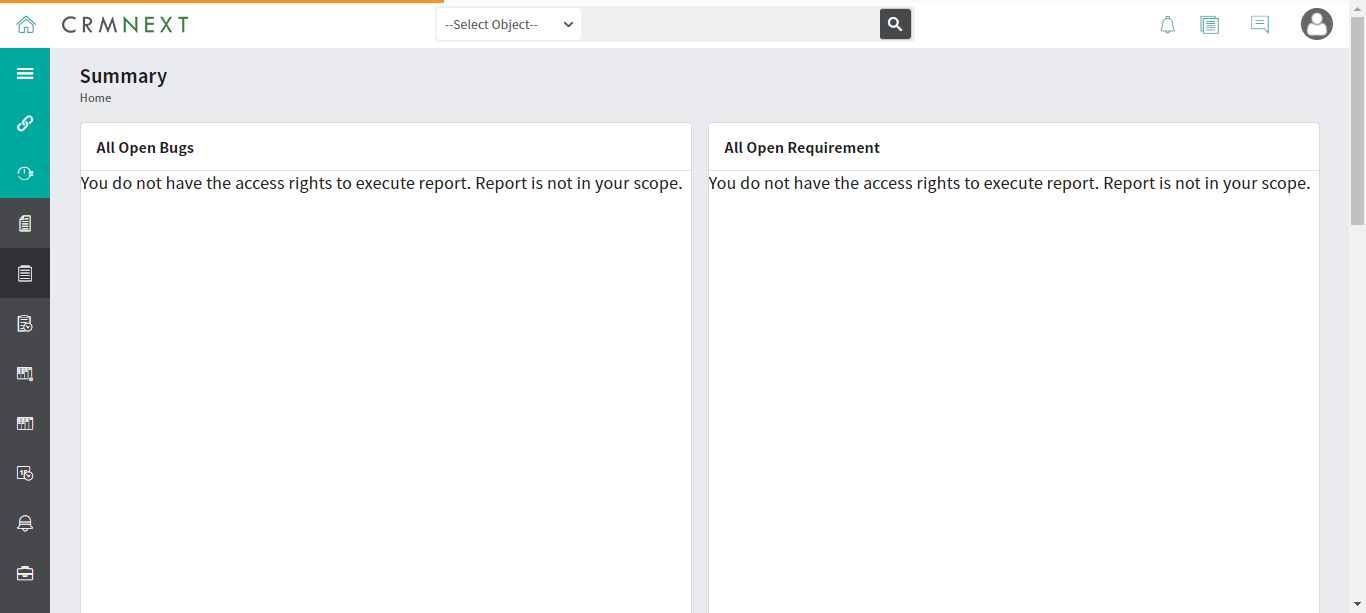 CRMNEXT
--Select Object--
Summary
Home
All Open Bugs
You do not have the access rights to execute report. Report is not in your scope.
All Open Requirement
You do not have the access rights to execute report. Report is not in your scope.